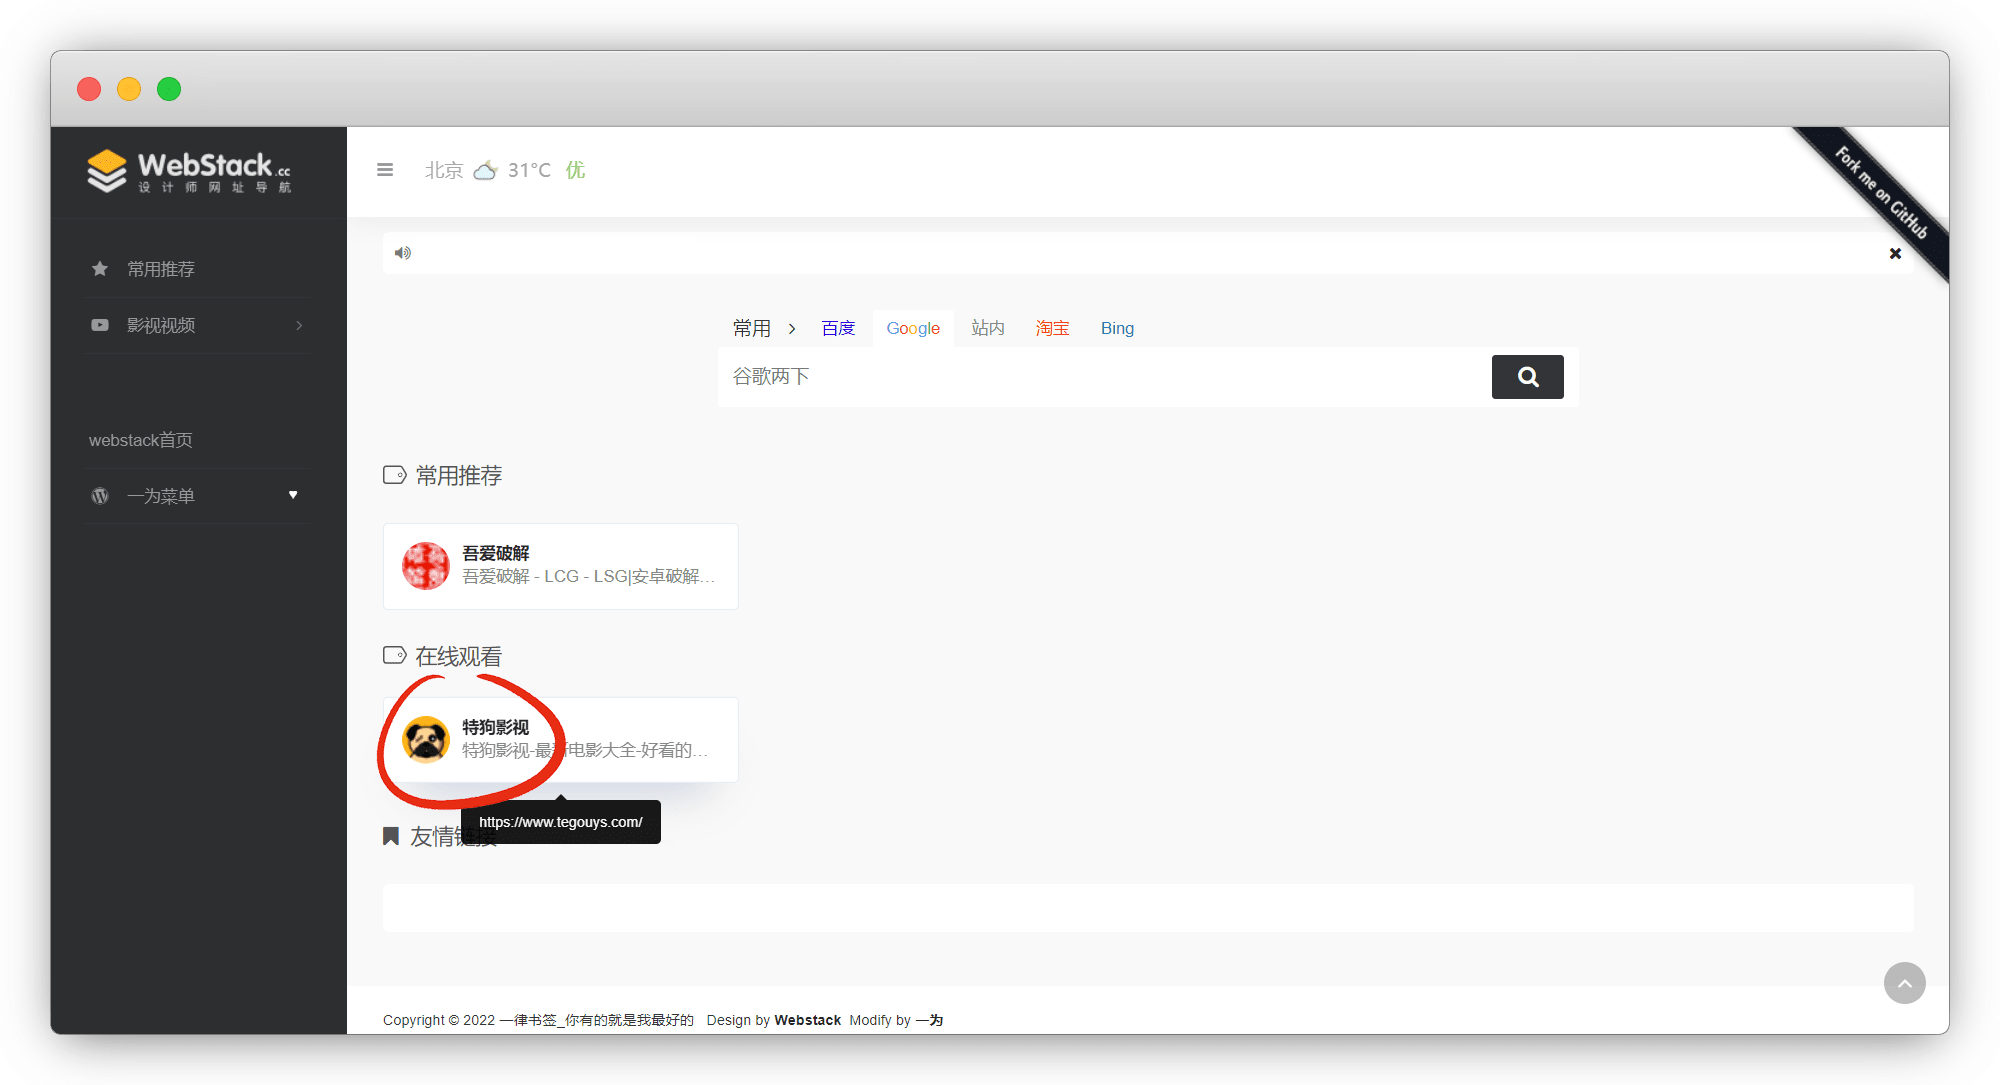 WebStack.cc
设计师网址导航
常用推荐
影视视频
webstack首页
一为菜单
北京 31°C 优
Fork me on GitHub
常用 百度 Google 站内 淘宝 Bing
谷歌两下
常用推荐
吾爱破解
吾爱破解 - LCG - LSG|安卓破解...
在线观看
特狗影视
特狗影视-最新电影大全-好看的...
https://www.tegouys.com/
友情链接
Copyright © 2022 一律书签_你有的就是我最好的 Design by Webstack Modify by 一为